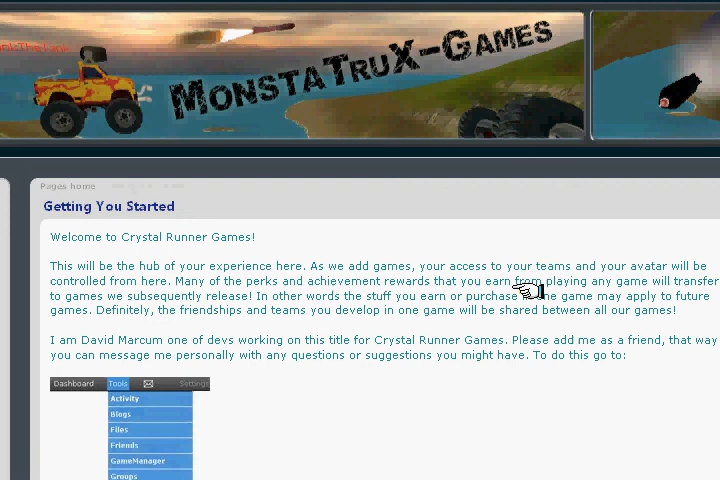 MonstaTruX-Games
Pages home
Getting You Started
Welcome to Crystal Runner Games!
This will be the hub of your experience here. As we add games, your access to your teams and your avatar will be
controlled from here. Many of the perks and achievement rewards that you earn from playing any game will transfer
to games we subsequently release! In other words the stuff you earn or purchase game may apply to future
games. Definitely, the friendships and teams you develop in one game will be shared between all our games!
I am David Marcum one of devs working on this title for Crystal Runner Games. Please add me as a friend, that way
you can message me personally with any questions or suggestions you might have. To do this go to:
Dashboard Tools Settings
Activity
Blogs
Files
Friends
GameManager
Groups